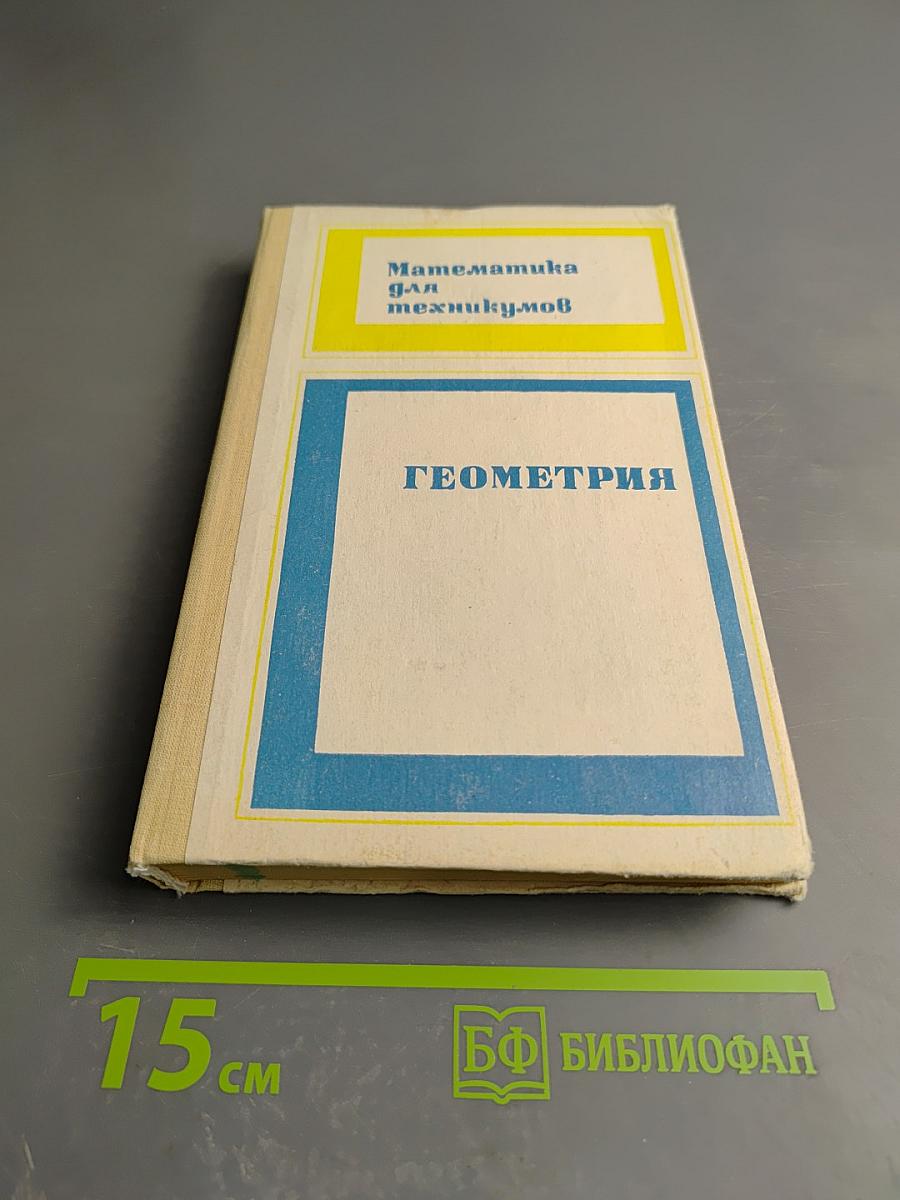 Математика
для
техникумов
ГЕОМЕТРИЯ
15 см
БФ БИБЛИОФАН